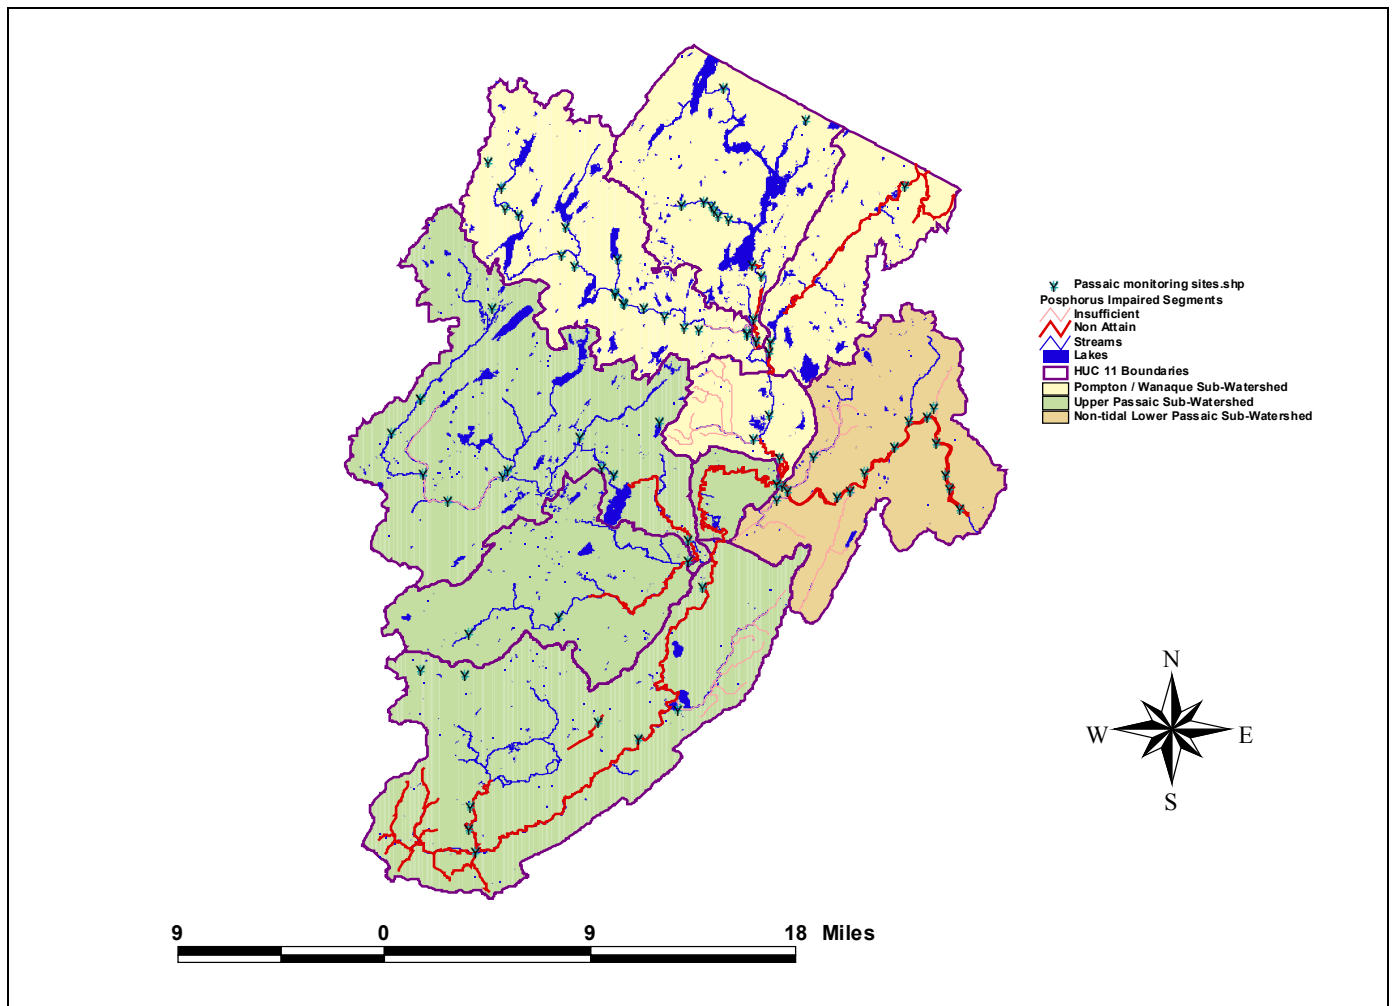 Passaic monitoring sites.shp
Posphorus Impaired Segments
Insufficient
Non Attain
Streams
Lakes
HUC 11 Boundaries
Pompton / Wanaque Sub-Watershed
Upper Passaic Sub-Watershed
Non-tidal Lower Passaic Sub-Watershed
N
W E
S
9 0 9 18 Miles